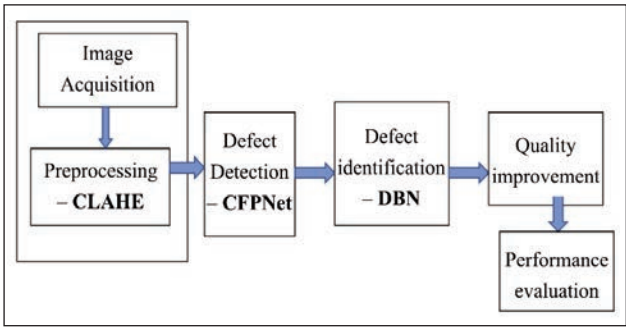 Image
Acquisition
Preprocessing
– CLAHE
Defect
Detection
– CFPNet
Defect
identification
– DBN
Quality
improvement
Performance
evaluation